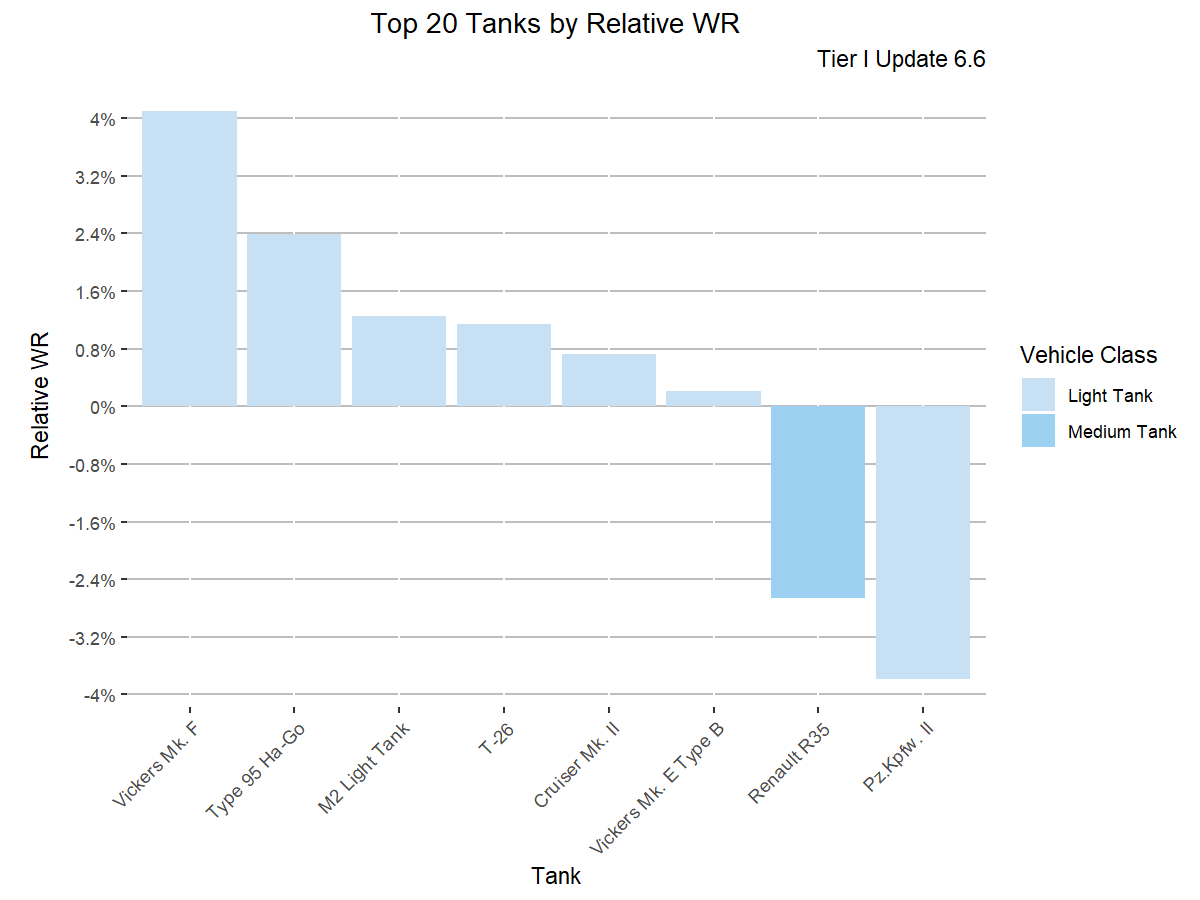 Top 20 Tanks by Relative WR
Tier I Update 6.6
4%
3.2%
2.4%
1.6%
0.8%
0%
-0.8%
-1.6%
-2.4%
-3.2%
-4%
Relative WR
Vickers Mk. F
Type 95 Ha-Go
M2 Light Tank
T-26
Cruiser Mk. II
Vickers Mk. E Type B
Renault R35
Pz.Kpfw. II
Tank
Vehicle Class
Light Tank
Medium Tank